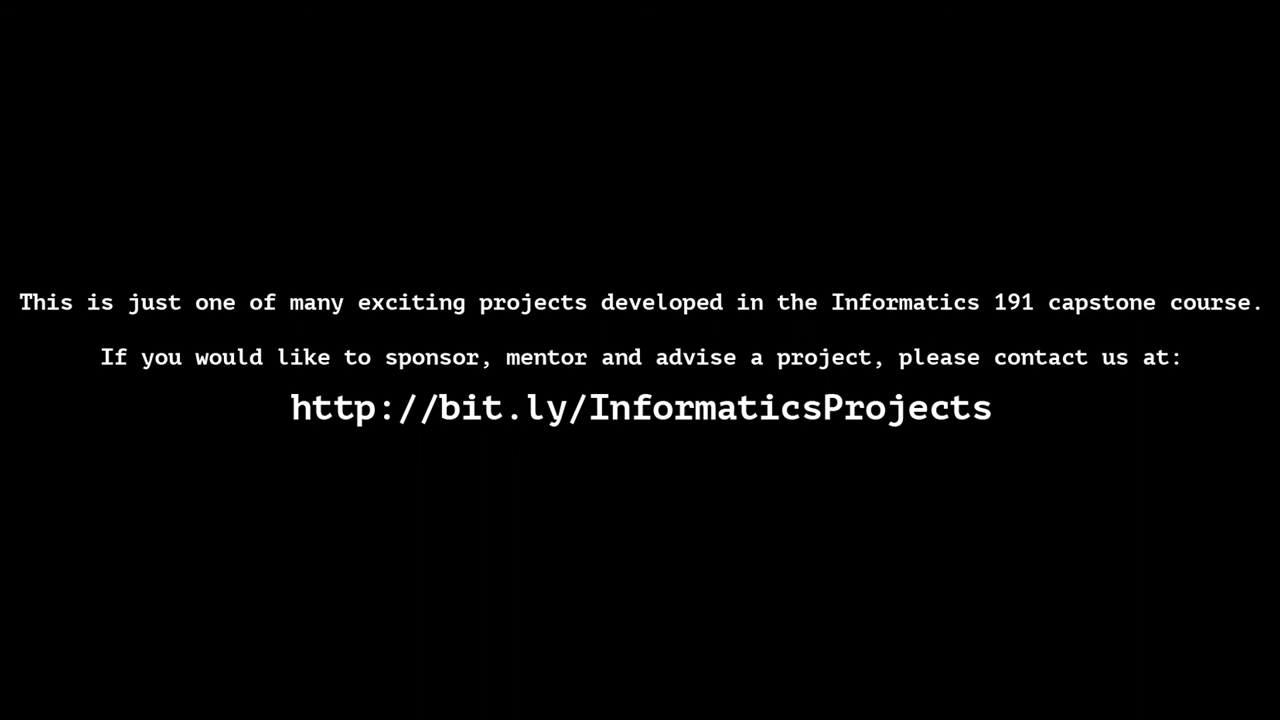 This is just one of many exciting projects developed in the Informatics 191 capstone course.
If you would like to sponsor, mentor and advise a project, please contact us at:
http://bit.ly/InformaticsProjects